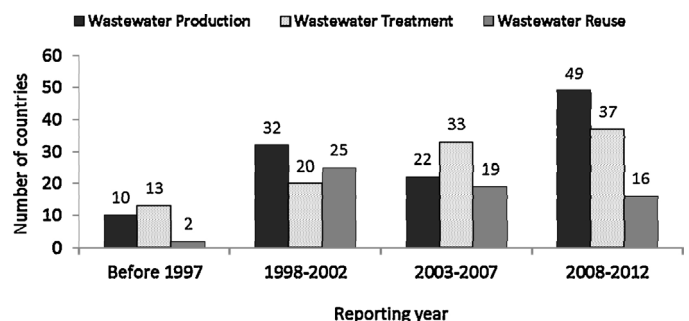 Wastewater Production Wastewater Treatment Wastewater Reuse
Number of countries
60
50
40
30
20
10
0
10 13 2
32 20 25
22 33 19
49 37 16
Before 1997 1998-2002 2003-2007 2008-2012
Reporting year